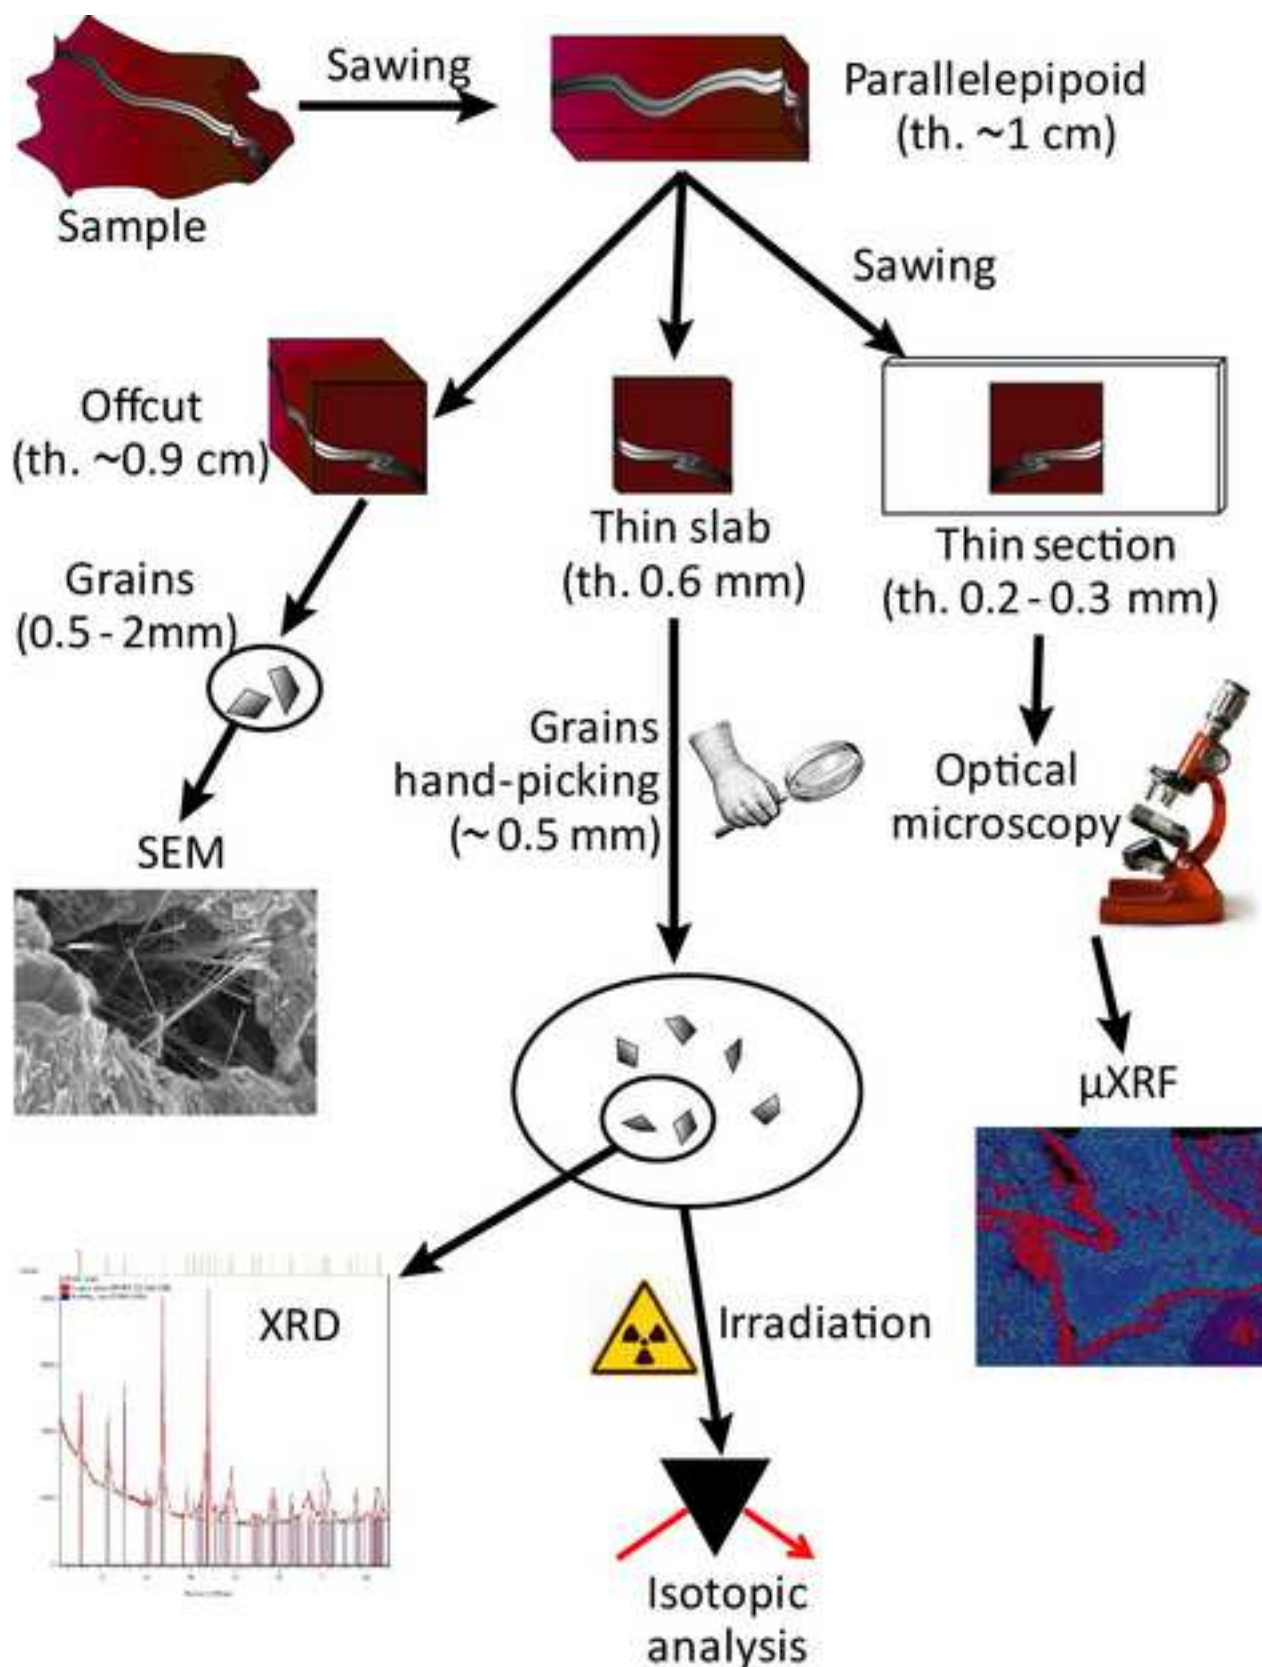 Sawing
Parallelepipoid
(th. ~1 cm)
Sample
Sawing
Offcut
(th. ~0.9 cm)
Thin slab
(th. 0.6 mm)
Thin section
(th. 0.2 - 0.3 mm)
Grains
(0.5 - 2mm)
Grains
hand-picking
(~ 0.5 mm)
Optical
microscopy
SEM
µXRF
XRD
Irradiation
Isotopic
analysis